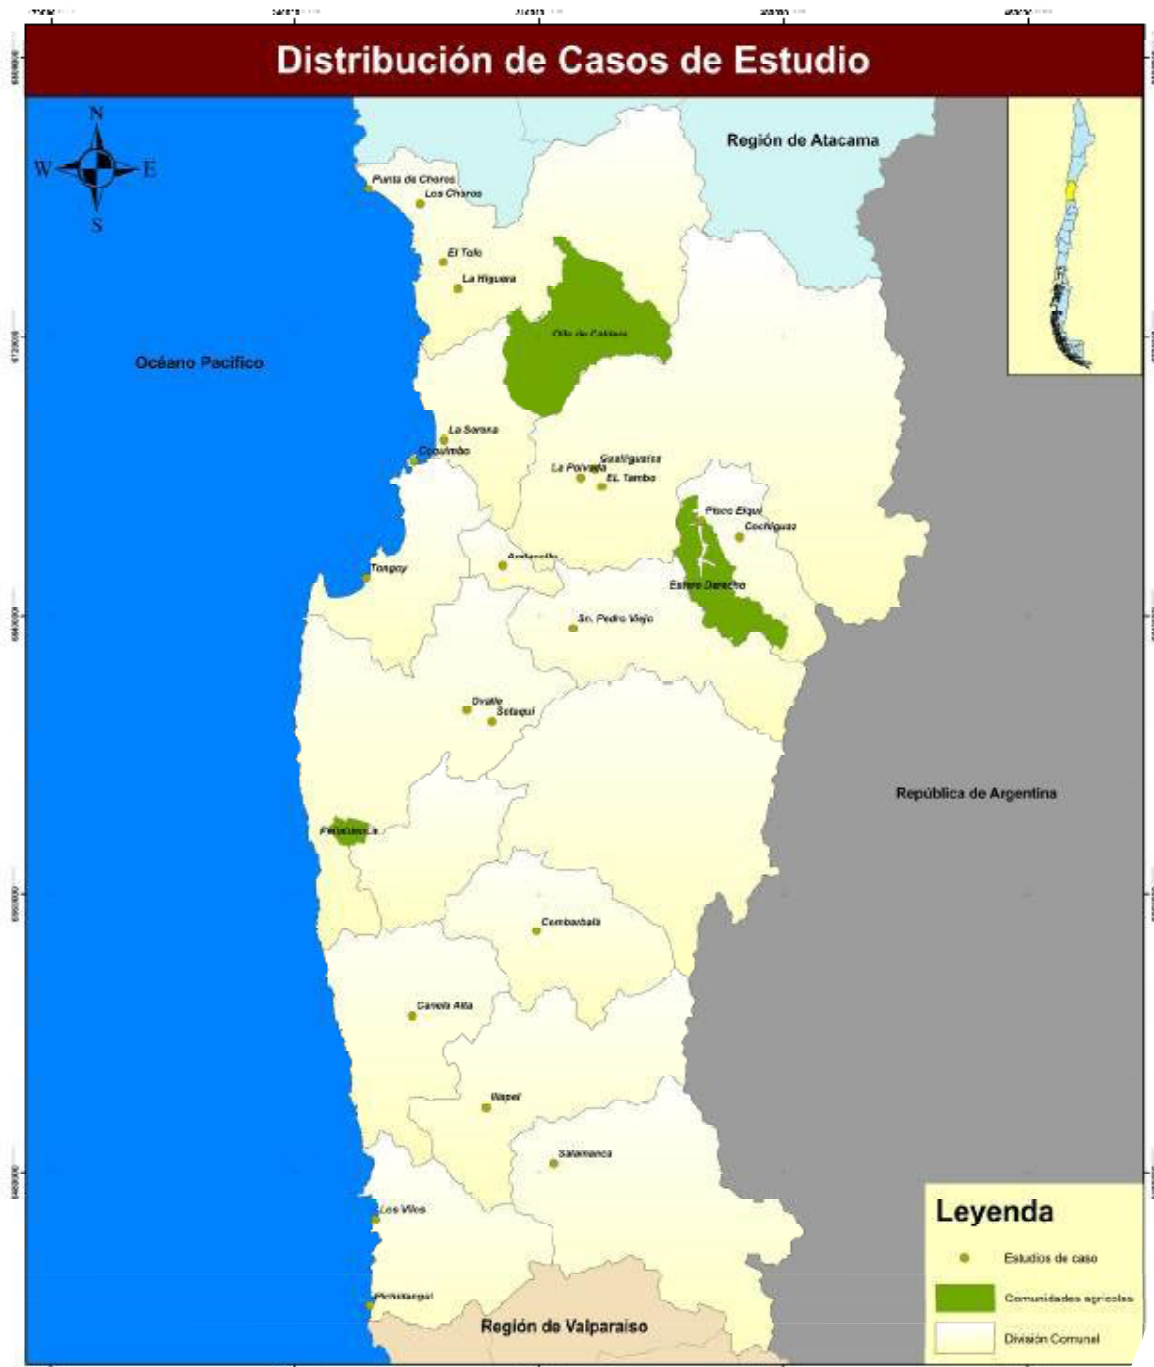 Distribución de Casos de Estudio
N
W E
S
Región de Atacama
Punta de Choros
Los Choros
El Tofo
La Higuera
Océano Pacifico
La Serena
Coquimbo
Gualliguaica
La Polvada
EL Tambo
Pisco Elqui
Cochiguaz
Tongoy
Estero Derecho
Sn. Pedro Viejo
Ovalle
Sotaqui
República de Argentina
Combarbalá
Canela Alta
Illapel
Salamanca
Los Vilos
Pichidangui
Región de Valparaíso
Leyenda
Estudios de caso
Comunidades agrícolas
División Comunal